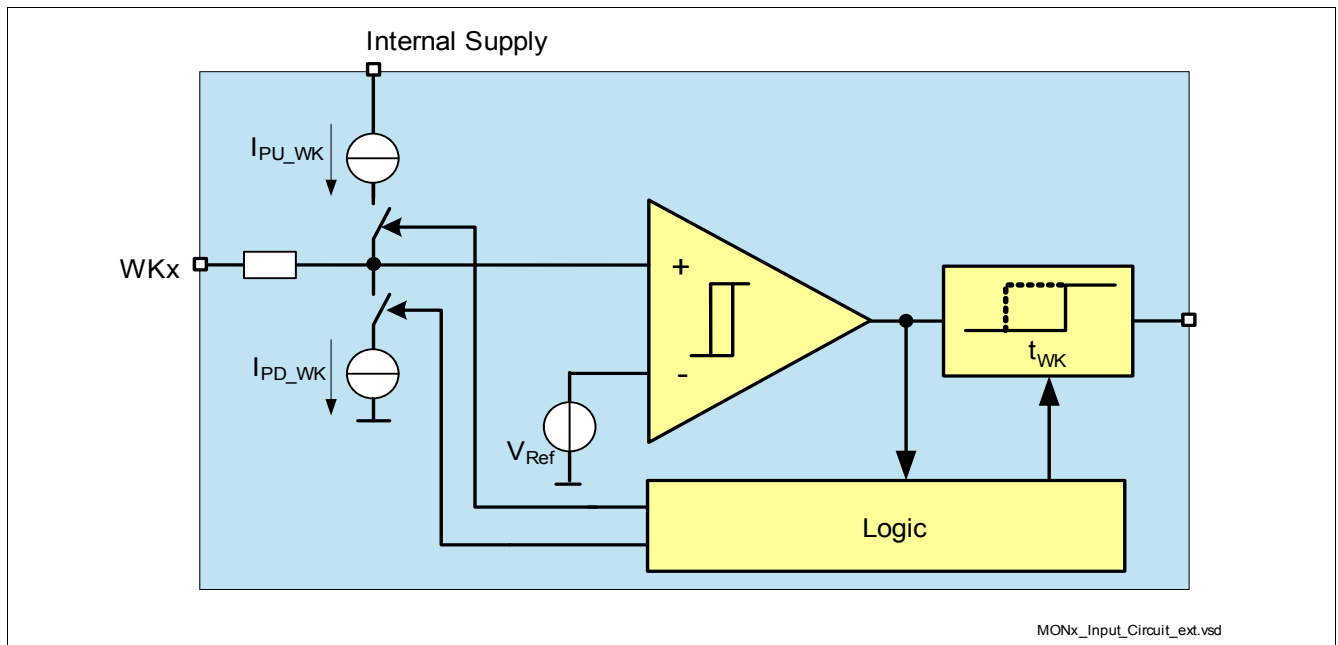 Internal Supply
I_PU_WK
WKx
+
I_PD_WK
-
t_WK
V_Ref
Logic
MONx_Input_Circuit_ext.vsd